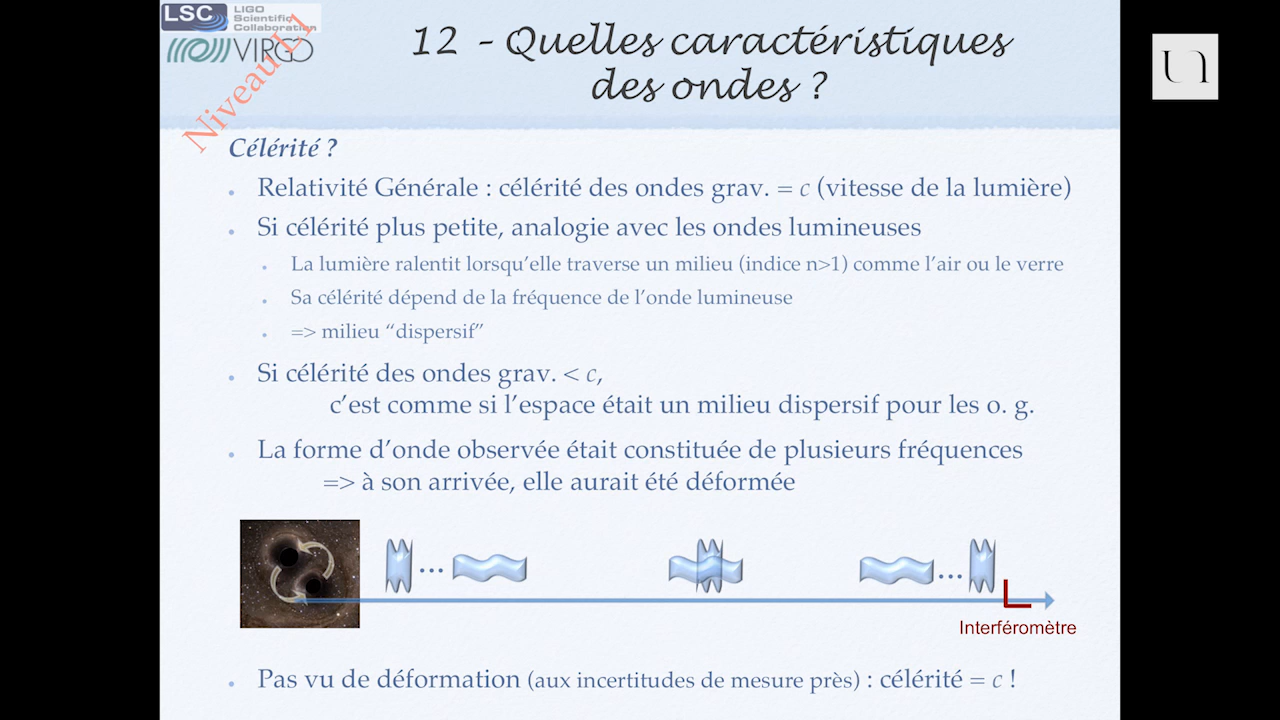 LSC
LIGO
Scientific
Collaboration
VIRGO
Niveau L1
12 – Quelles caractéristiques
des ondes ?
Célérité ?
• Relativité Générale : célérité des ondes grav. = c (vitesse de la lumière)
• Si célérité plus petite, analogie avec les ondes lumineuses
• La lumière ralentit lorsqu'elle traverse un milieu (indice n>1) comme l'air ou le verre
• Sa célérité dépend de la fréquence de l'onde lumineuse
• => milieu “dispersif”
• Si célérité des ondes grav. < c,
c'est comme si l'espace était un milieu dispersif pour les o. g.
• La forme d'onde observée était constituée de plusieurs fréquences
=> à son arrivée, elle aurait été déformée
... ...
Interféromètre
• Pas vu de déformation (aux incertitudes de mesure près) : célérité = c !